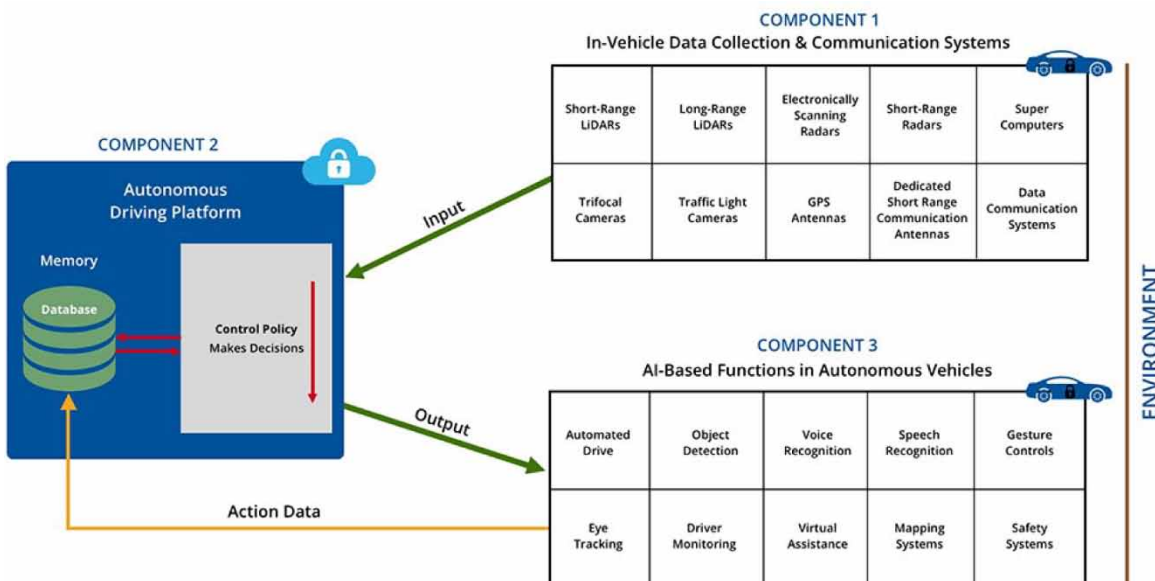 COMPONENT 1
In-Vehicle Data Collection & Communication Systems
Short-Range
LiDARs
Long-Range
LiDARs
Electronically
Scanning
Radars
Short-Range
Radars
Super
Computers
Trifocal
Cameras
Traffic Light
Cameras
GPS
Antennas
Dedicated
Short Range
Communication
Antennas
Data
Communication
Systems
COMPONENT 2
Autonomous
Driving Platform
Memory
Database
Control Policy
Makes Decisions
Input
Output
Action Data
COMPONENT 3
AI-Based Functions in Autonomous Vehicles
Automated
Drive
Object
Detection
Voice
Recognition
Speech
Recognition
Gesture
Controls
Eye
Tracking
Driver
Monitoring
Virtual
Assistance
Mapping
Systems
Safety
Systems
ENVIRONMENT